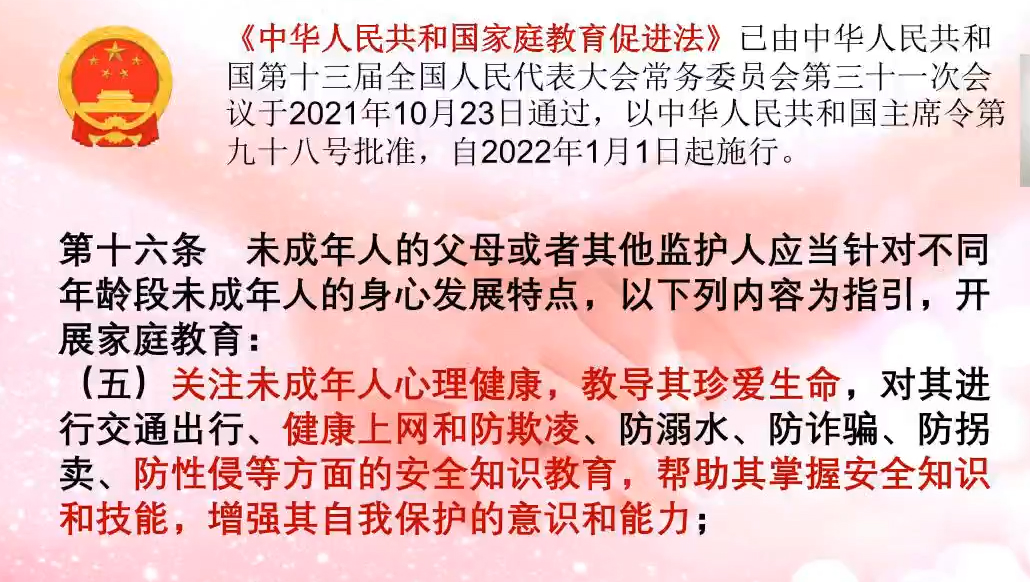 《中华人民共和国家庭教育促进法》已由中华人民共和
国第十三届全国人民代表大会常务委员会第三十一次会
议于2021年10月23日通过，以中华人民共和国主席令第
九十八号批准，自2022年1月1日起施行。
第十六条 未成年人的父母或者其他监护人应当针对不同
年龄段未成年人的身心发展特点，以下列内容为指引，开
展家庭教育：
（五）关注未成年人心理健康，教导其珍爱生命，对其进
行交通出行、健康上网和防欺凌、防溺水、防诈骗、防拐
卖、防性侵等方面的安全知识教育，帮助其掌握安全知识
和技能，增强其自我保护的意识和能力；